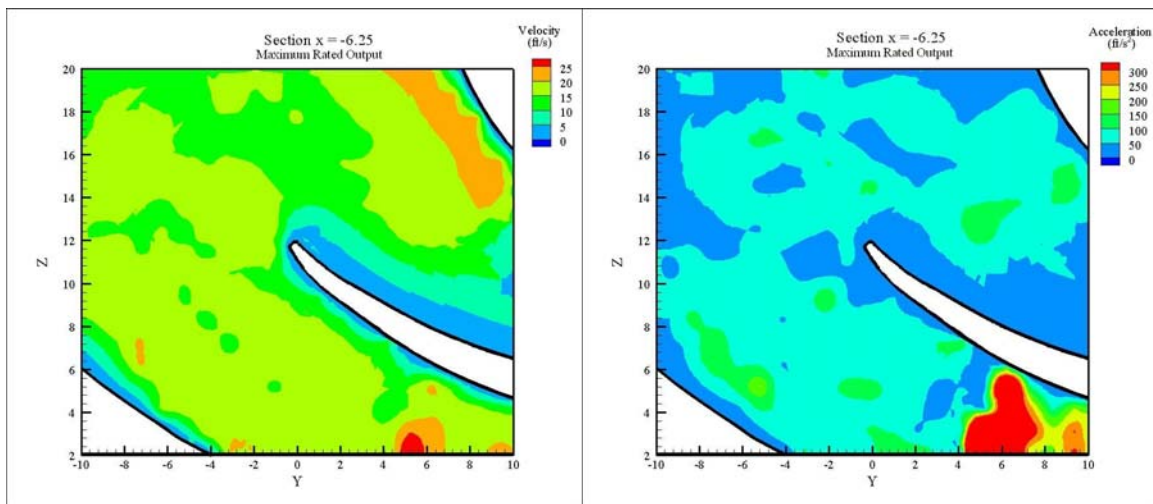 Section x = -6.25
Maximum Rated Output
Velocity
(ft/s)
25
20
15
10
5
0
20
18
16
14
12
10
8
6
4
2
Z
-10 -8 -6 -4 -2 0 2 4 6 8 10
Y
Section x = -6.25
Maximum Rated Output
Acceleration
(ft/s²)
300
250
200
150
100
50
0
20
18
16
14
12
10
8
6
4
2
Z
-10 -8 -6 -4 -2 0 2 4 6 8 10
Y